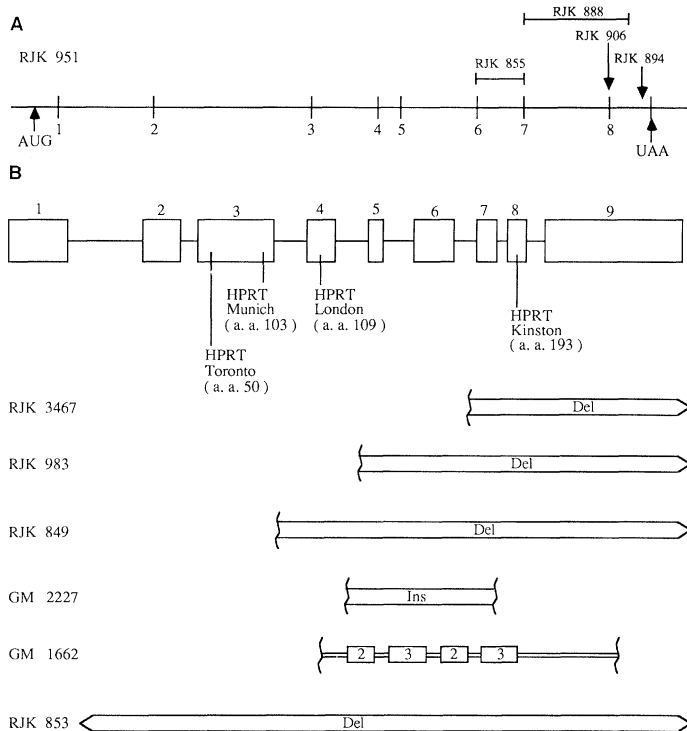 A
RJK 888
RJK 906
RJK 951
RJK 855
RJK 894
1 2 3 4 5 6 7 8
AUG
UAA
B
1 2 3 4 5 6 7 8 9
HPRT
Munich
( a. a. 103 )
HPRT
London
( a. a. 109 )
HPRT
Kinston
( a. a. 193 )
HPRT
Toronto
( a. a. 50 )
RJK 3467 Del
RJK 983 Del
RJK 849 Del
GM 2227 Ins
GM 1662 2 3 2 3
RJK 853 Del